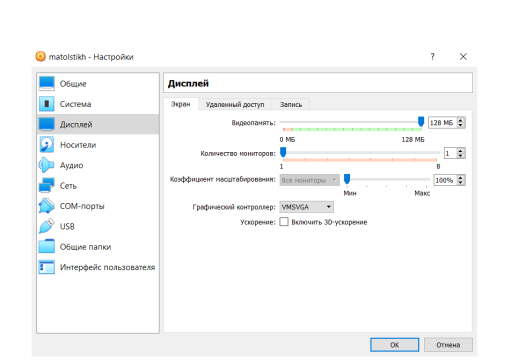 matolstikh - Настройки
?
Общие
Система
Дисплей
Носители
Аудио
Сеть
COM-порты
USB
Общие папки
Интерфейс пользователя
Дисплей
Экран Удаленный доступ Запись
Видеопамять: 128 МБ
0 МБ 128 МБ
Количество мониторов: 1
1 8
Коэффициент масштабирования: Все мониторы 100%
Мин Макс
Графический контроллер: VMSVGA
Ускорение: Включить 3D-ускорение
OK Отмена